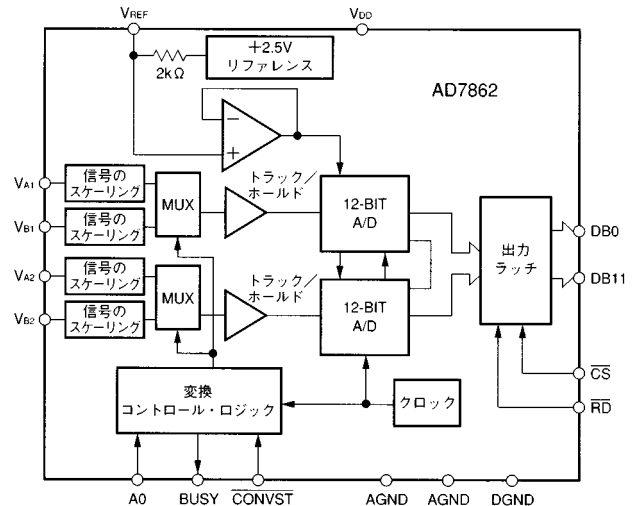 VREF
VDD
+2.5V
リファレンス
2kΩ
AD7862
−
+
VA1
信号の
スケーリング
MUX
トラック／
ホールド
12-BIT
A/D
VB1
信号の
スケーリング
出力
ラッチ
DB0
DB11
VA2
信号の
スケーリング
MUX
トラック／
ホールド
12-BIT
A/D
VB2
信号の
スケーリング
変換
コントロール・ロジック
クロック
CS
RD
A0
BUSY
CONVST
AGND
AGND
DGND